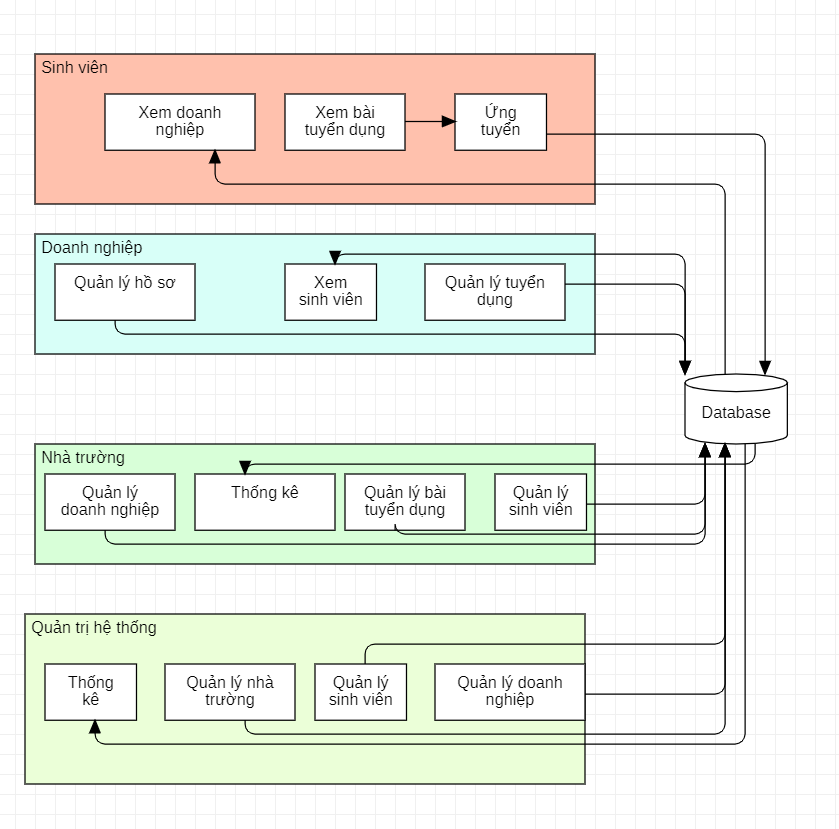 Sinh viên
Xem doanh
nghiệp
Xem bài
tuyển dụng
Ứng
tuyển
Doanh nghiệp
Quản lý hồ sơ
Xem
sinh viên
Quản lý tuyển
dụng
Database
Nhà trường
Quản lý
doanh nghiệp
Thống kê
Quản lý bài
tuyển dụng
Quản lý
sinh viên
Quản trị hệ thống
Thống
kê
Quản lý nhà
trường
Quản lý
sinh viên
Quản lý doanh
nghiệp